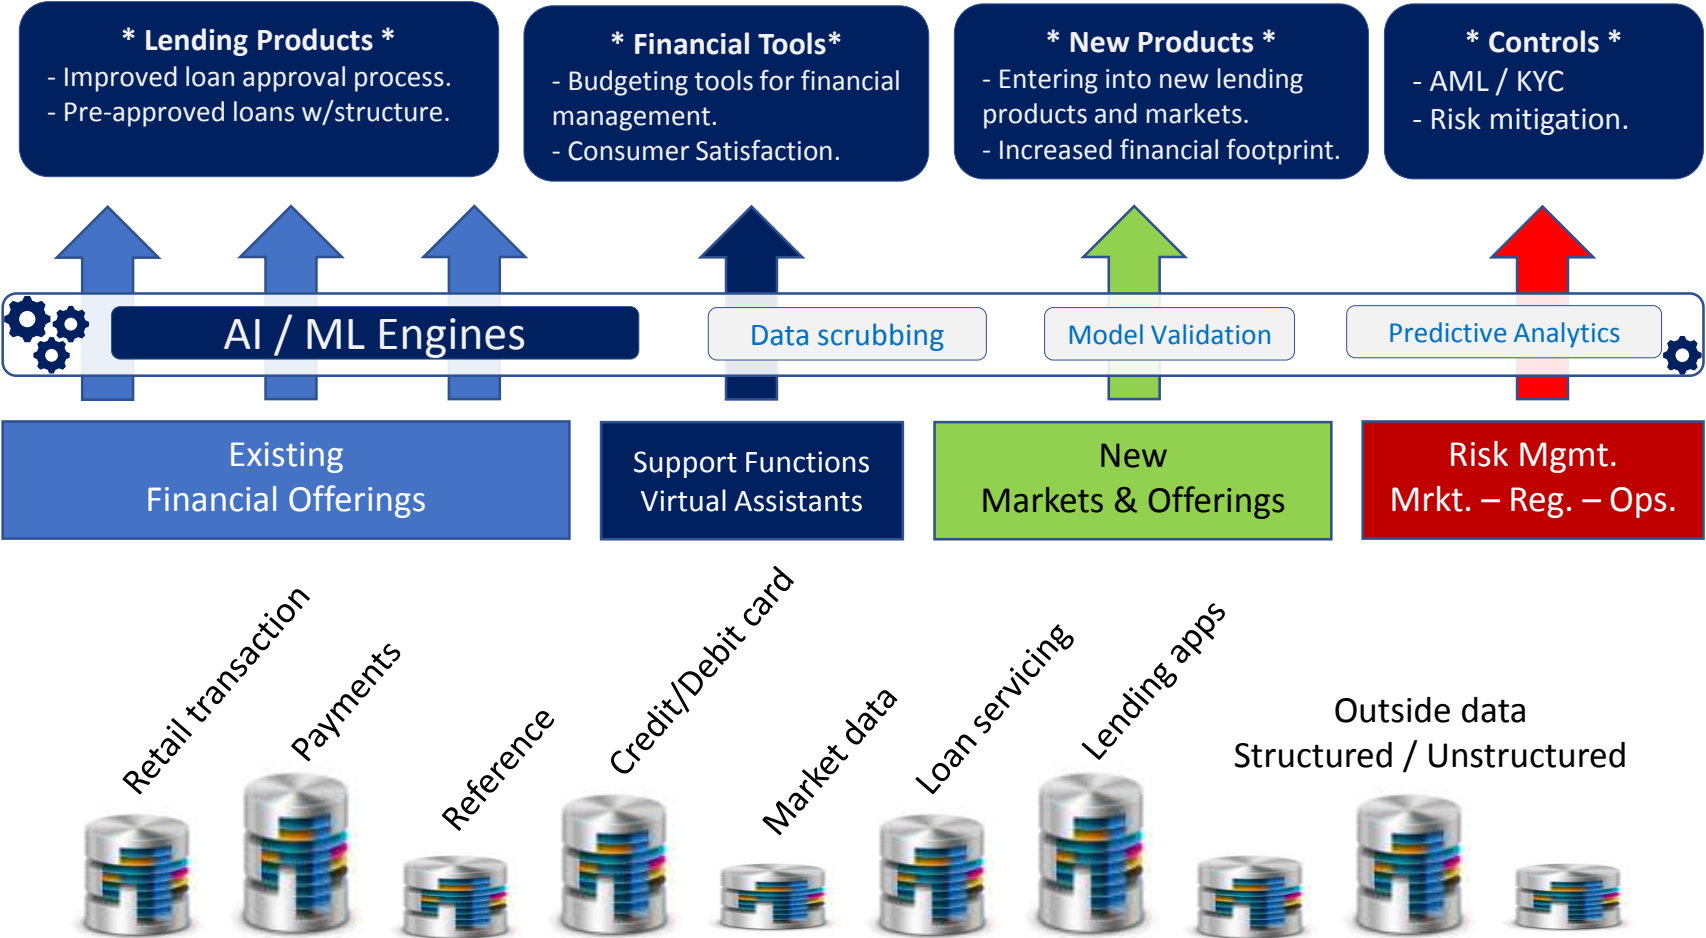 * Lending Products *
- Improved loan approval process.
- Pre-approved loans w/structure.
* Financial Tools*
- Budgeting tools for financial
management.
- Consumer Satisfaction.
* New Products *
- Entering into new lending
products and markets.
- Increased financial footprint.
* Controls *
- AML / KYC
- Risk mitigation.
AI / ML Engines
Data scrubbing
Model Validation
Predictive Analytics
Existing
Financial Offerings
Support Functions
Virtual Assistants
New
Markets & Offerings
Risk Mgmt.
Mrkt. – Reg. – Ops.
Retail transaction
Payments
Reference
Credit/Debit card
Market data
Loan servicing
Lending apps
Outside data
Structured / Unstructured